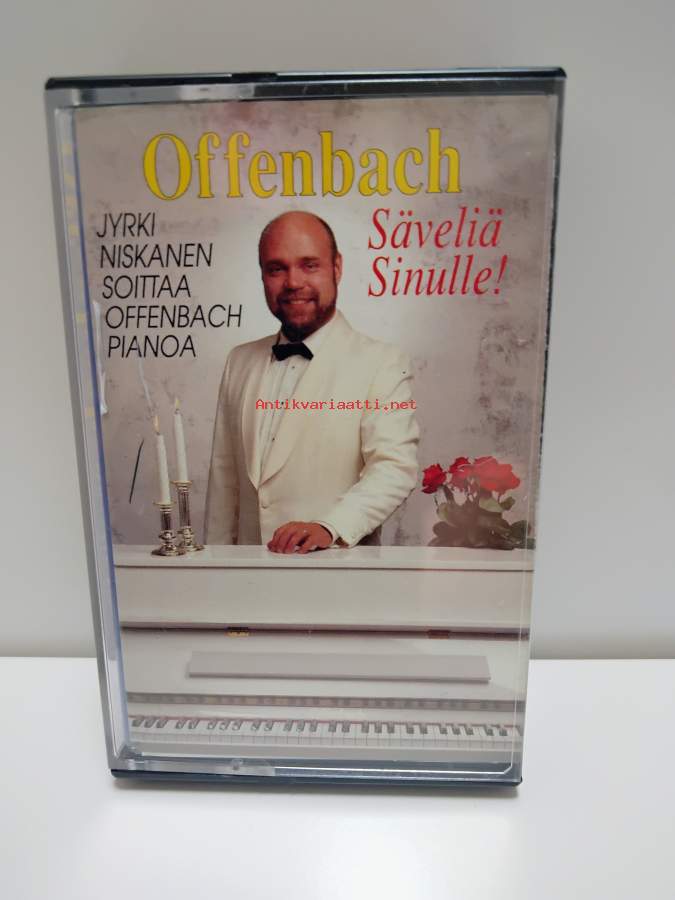 Offenbach
JYRKI
NISKANEN
SOITTAA
OFFENBACH
PIANOA
Säveliä
Sinulle!
Antikvariaatti.net